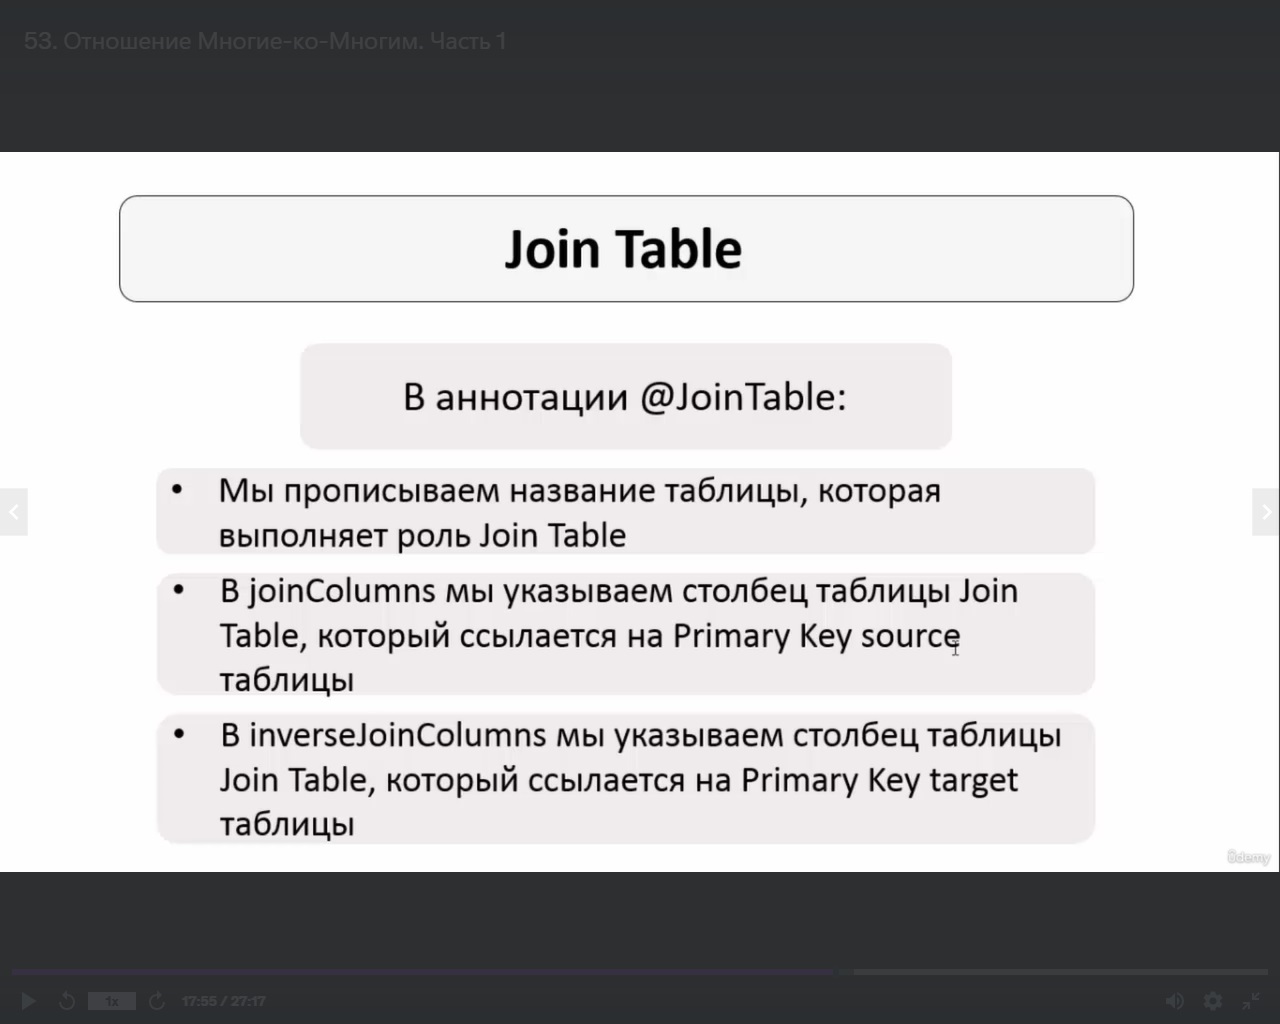 53. Отношение Многие-ко-Многим. Часть 1
Join Table
В аннотации @JoinTable:
• Мы прописываем название таблицы, которая
выполняет роль Join Table
• В joinColumns мы указываем столбец таблицы Join
Table, который ссылается на Primary Key source
таблицы
• В inverseJoinColumns мы указываем столбец таблицы
Join Table, который ссылается на Primary Key target
таблицы
ûdemy
1x
17:55 / 27:17